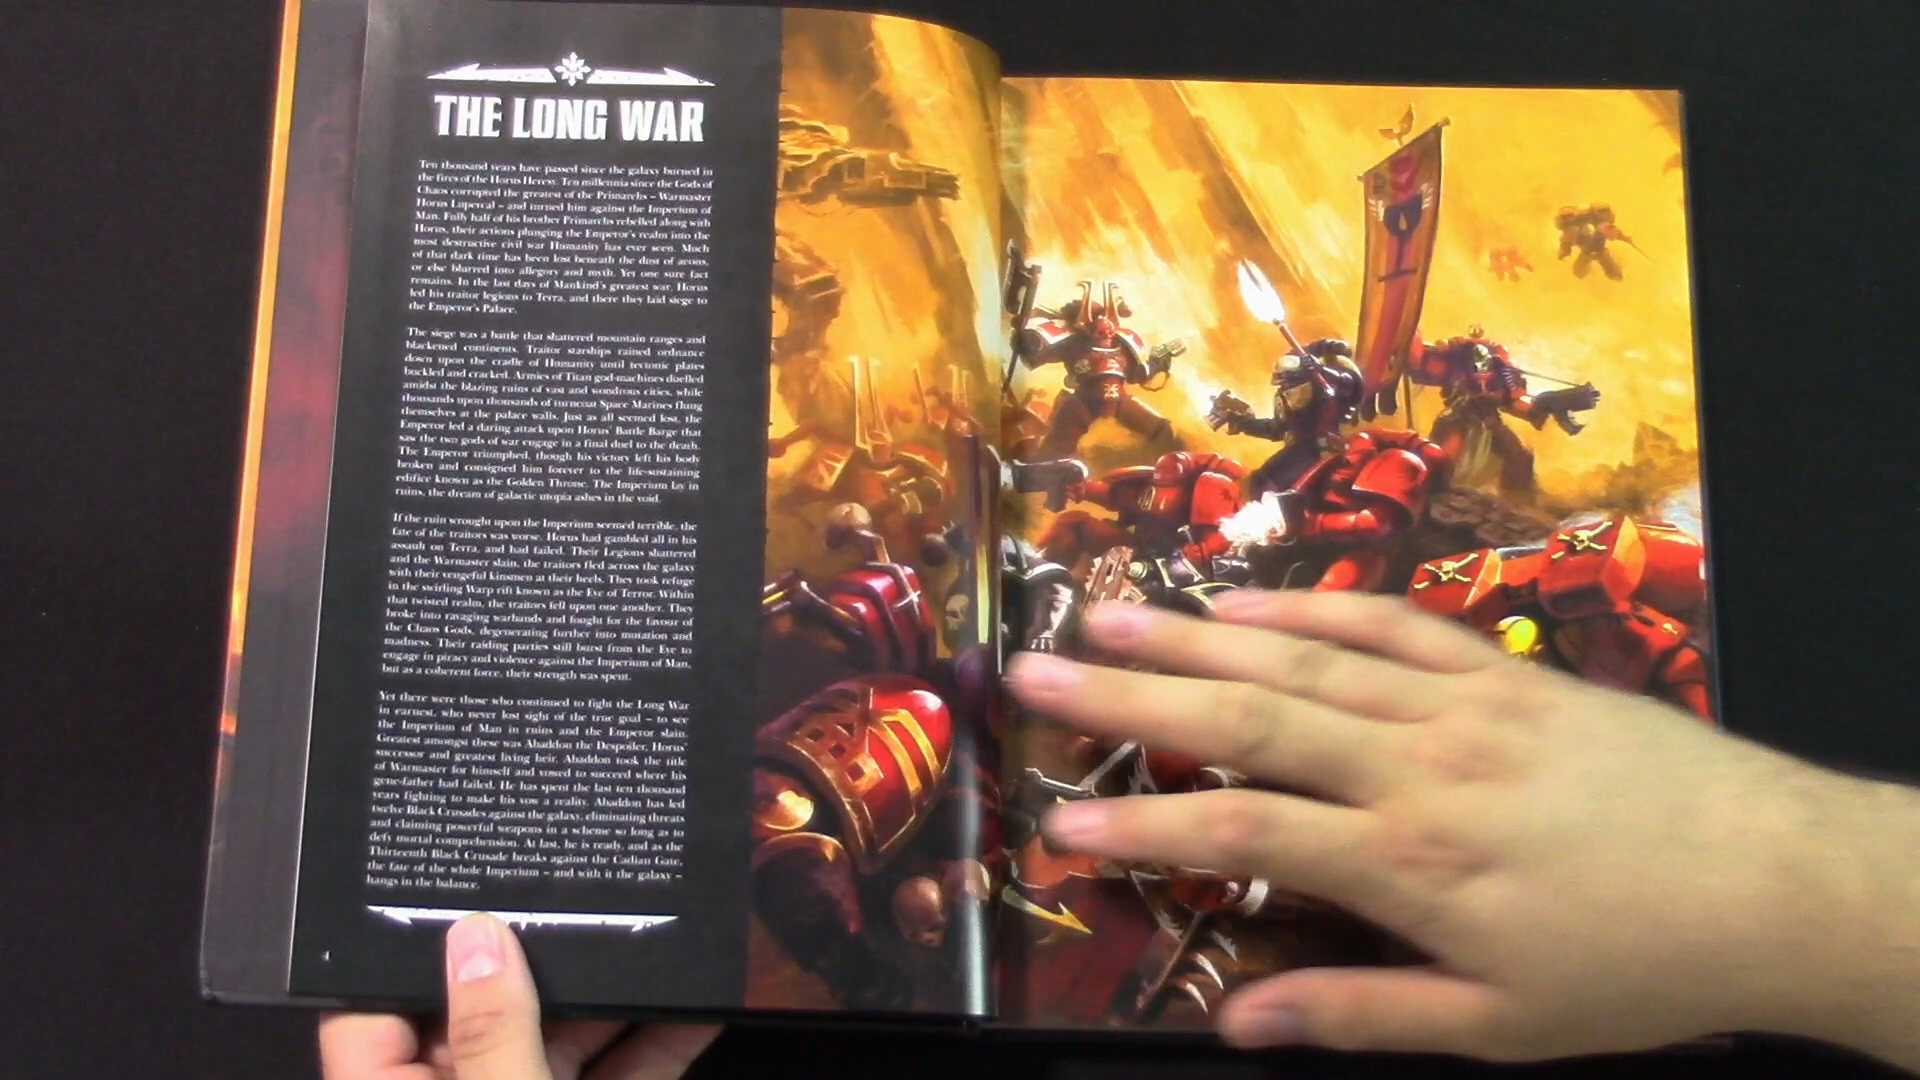 THE LONG WAR
Ten thousand years have passed since the galaxy burned in
the fires of the Horus Heresy. Ten millennia since the Gods of
Chaos corrupted the greatest of the Primarchs – Warmaster
Horus Lupercal – and turned him against the Imperium of
Man. Fully half of his brother Primarchs rebelled along with
Horus, their actions plunging the Emperor's realm into the
most destructive civil war Humanity has ever seen. Much
of that dark time has been lost beneath the dust of aeons,
or else blurred into allegory and myth. Yet one sure fact
remains. In the last days of Mankind's greatest war, Horus
led his traitor legions to Terra, and there they laid siege to
the Emperor's Palace.
The siege was a battle that shattered mountain ranges and
blackened continents. Traitor starships rained ordnance
down upon the cradle of Humanity until tectonic plates
buckled and cracked. Armies of Titan god-machines duelled
amidst the blazing ruins of vast and wondrous cities, while
thousands upon thousands of turncoat Space Marines flung
themselves at the palace walls. Just as all seemed lost, the
Emperor led a daring attack upon Horus' Battle Barge that
saw the two gods of war engage in a final duel to the death.
The Emperor triumphed, though his victory left his body
broken and consigned him forever to the life-sustaining
edifice known as the Golden Throne. The Imperium lay in
ruins, the dream of galactic utopia ashes in the void.
If the ruin wrought upon the Imperium seemed terrible, the
fate of the traitors was worse. Horus had gambled all in his
assault on Terra, and had failed. Their Legions shattered
and the Warmaster slain, the traitors fled across the galaxy
with their vengeful kinsmen at their heels. They took refuge
in the swirling Warp rift known as the Eye of Terror. Within
that twisted realm, the traitors fell upon one another. They
broke into ravaging warbands and fought for the favour of
the Chaos Gods, degenerating further into mutation and
madness. Their raiding parties still burst from the Eye to
engage in piracy and violence against the Imperium of Man,
but as a coherent force, their strength was spent.
Yet there were those who continued to fight the Long War
in earnest, who never lost sight of the true goal – to see
the Imperium of Man in ruins and the Emperor slain.
Greatest amongst these was Abaddon the Despoiler, Horus'
successor and greatest living heir. Abaddon took the title
of Warmaster for himself and vowed to succeed where his
gene-father had failed. He has spent the last ten thousand
years fighting to make his vow a reality. Abaddon has led
twelve Black Crusades against the galaxy, eliminating threats
and claiming powerful weapons in a scheme so long as to
defy mortal comprehension. At last, he is ready, and as the
Thirteenth Black Crusade breaks against the Cadian Gate,
the fate of the whole Imperium – and with it the galaxy –
hangs in the balance.
4